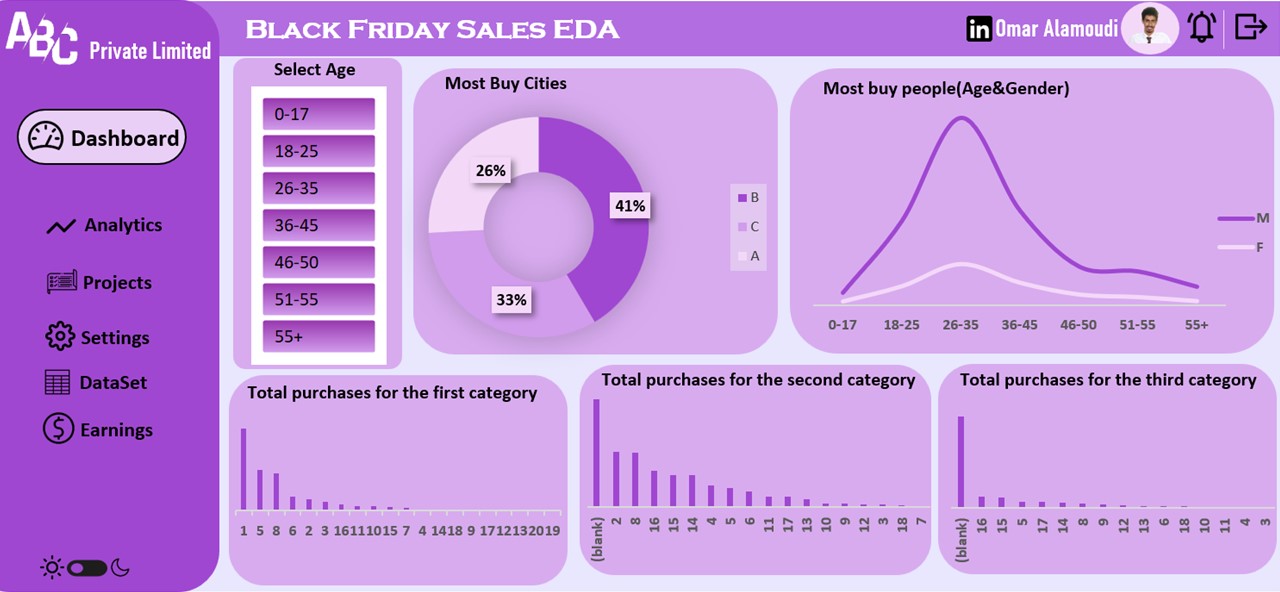 ABC Private Limited
Dashboard
Analytics
Projects
Settings
DataSet
Earnings
BLACK FRIDAY SALES EDA
in Omar Alamoudi
Select Age
0-17
18-25
26-35
36-45
46-50
51-55
55+
Most Buy Cities
26%
41%
33%
B
C
A
Most buy people(Age&Gender)
M
F
0-17 18-25 26-35 36-45 46-50 51-55 55+
Total purchases for the first category
1 5 8 6 2 3 16 11 10 15 7 4 14 18 9 17 12 13 20 19
Total purchases for the second category
(blank) 2 8 16 15 14 4 5 6 11 17 13 10 9 12 3 18 7
Total purchases for the third category
(blank) 16 15 5 17 14 8 9 12 13 6 18 10 11 4 3